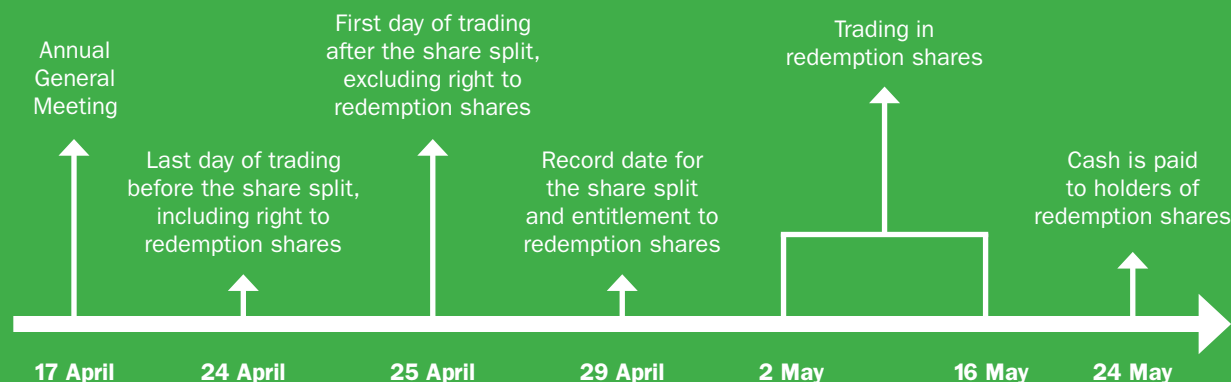 Annual
General
Meeting
Last day of trading
before the share split,
including right to
redemption shares
First day of trading
after the share split,
excluding right to
redemption shares
Record date for
the share split
and entitlement to
redemption shares
Trading in
redemption shares
Cash is paid
to holders of
redemption shares
17 April
24 April
25 April
29 April
2 May
16 May
24 May